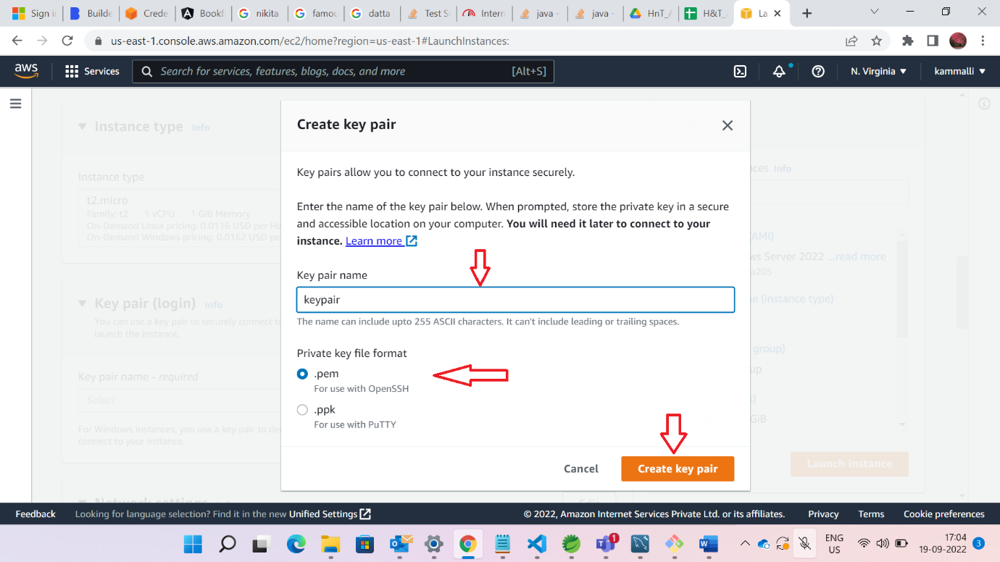 Sign in
Builde
Crede
Bookf
nikita
famou
datta
Test S
Intern
java -
java -
HnT_A
H&T_
La
us-east-1.console.aws.amazon.com/ec2/home?region=us-east-1#LaunchInstances:
aws
Services
Search for services, features, blogs, docs, and more
[Alt+S]
N. Virginia
kammalli
Instance type Info
Instance type
t2.micro
Family: t2 1 vCPU 1 GiB Memory
On-Demand Linux pricing: 0.0116 USD per Ho
On-Demand Windows pricing: 0.0162 USD pe
Key pair (login) Info
You can use a key pair to securely connect to
launch the instance.
Key pair name - required
Select
For Windows instances, you use a key pair to de
connect to your instance.
Network settings
Create key pair
Key pairs allow you to connect to your instance securely.
Enter the name of the key pair below. When prompted, store the private key in a secure
and accessible location on your computer. You will need it later to connect to your
instance. Learn more
Key pair name
keypair
The name can include upto 255 ASCII characters. It can't include leading or trailing spaces.
Private key file format
.pem
For use with OpenSSH
.ppk
For use with PuTTY
Cancel
Create key pair
Edit
nces Info
AMI)
ws Server 2022 ...read more
a205
e (instance type)
group)
up
s)
GiB
Launch instance
Feedback
Looking for language selection? Find it in the new Unified Settings
© 2022, Amazon Internet Services Private Ltd. or its affiliates.
Privacy
Terms
Cookie preferences
1
ENG
US
17:04
19-09-2022
3